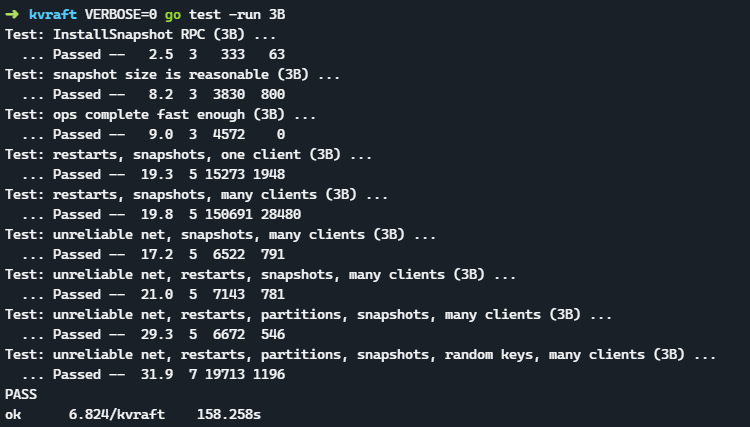 ➜ kvraft VERBOSE=0 go test -run 3B
Test: InstallSnapshot RPC (3B) ...
  ... Passed --   2.5  3   333   63
Test: snapshot size is reasonable (3B) ...
  ... Passed --   8.2  3  3830  800
Test: ops complete fast enough (3B) ...
  ... Passed --   9.0  3  4572    0
Test: restarts, snapshots, one client (3B) ...
  ... Passed --  19.3  5 15273 1948
Test: restarts, snapshots, many clients (3B) ...
  ... Passed --  19.8  5 150691 28480
Test: unreliable net, snapshots, many clients (3B) ...
  ... Passed --  17.2  5  6522  791
Test: unreliable net, restarts, snapshots, many clients (3B) ...
  ... Passed --  21.0  5  7143  781
Test: unreliable net, restarts, partitions, snapshots, many clients (3B) ...
  ... Passed --  29.3  5  6672  546
Test: unreliable net, restarts, partitions, snapshots, random keys, many clients (3B) ...
  ... Passed --  31.9  7 19713 1196
PASS
ok      6.824/kvraft    158.258s